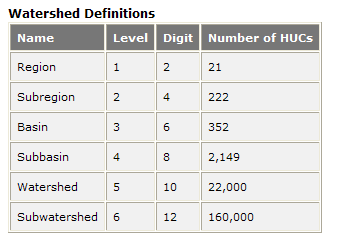 Watershed Definitions
Name Level Digit Number of HUCs
Region 1 2 21
Subregion 2 4 222
Basin 3 6 352
Subbasin 4 8 2,149
Watershed 5 10 22,000
Subwatershed 6 12 160,000